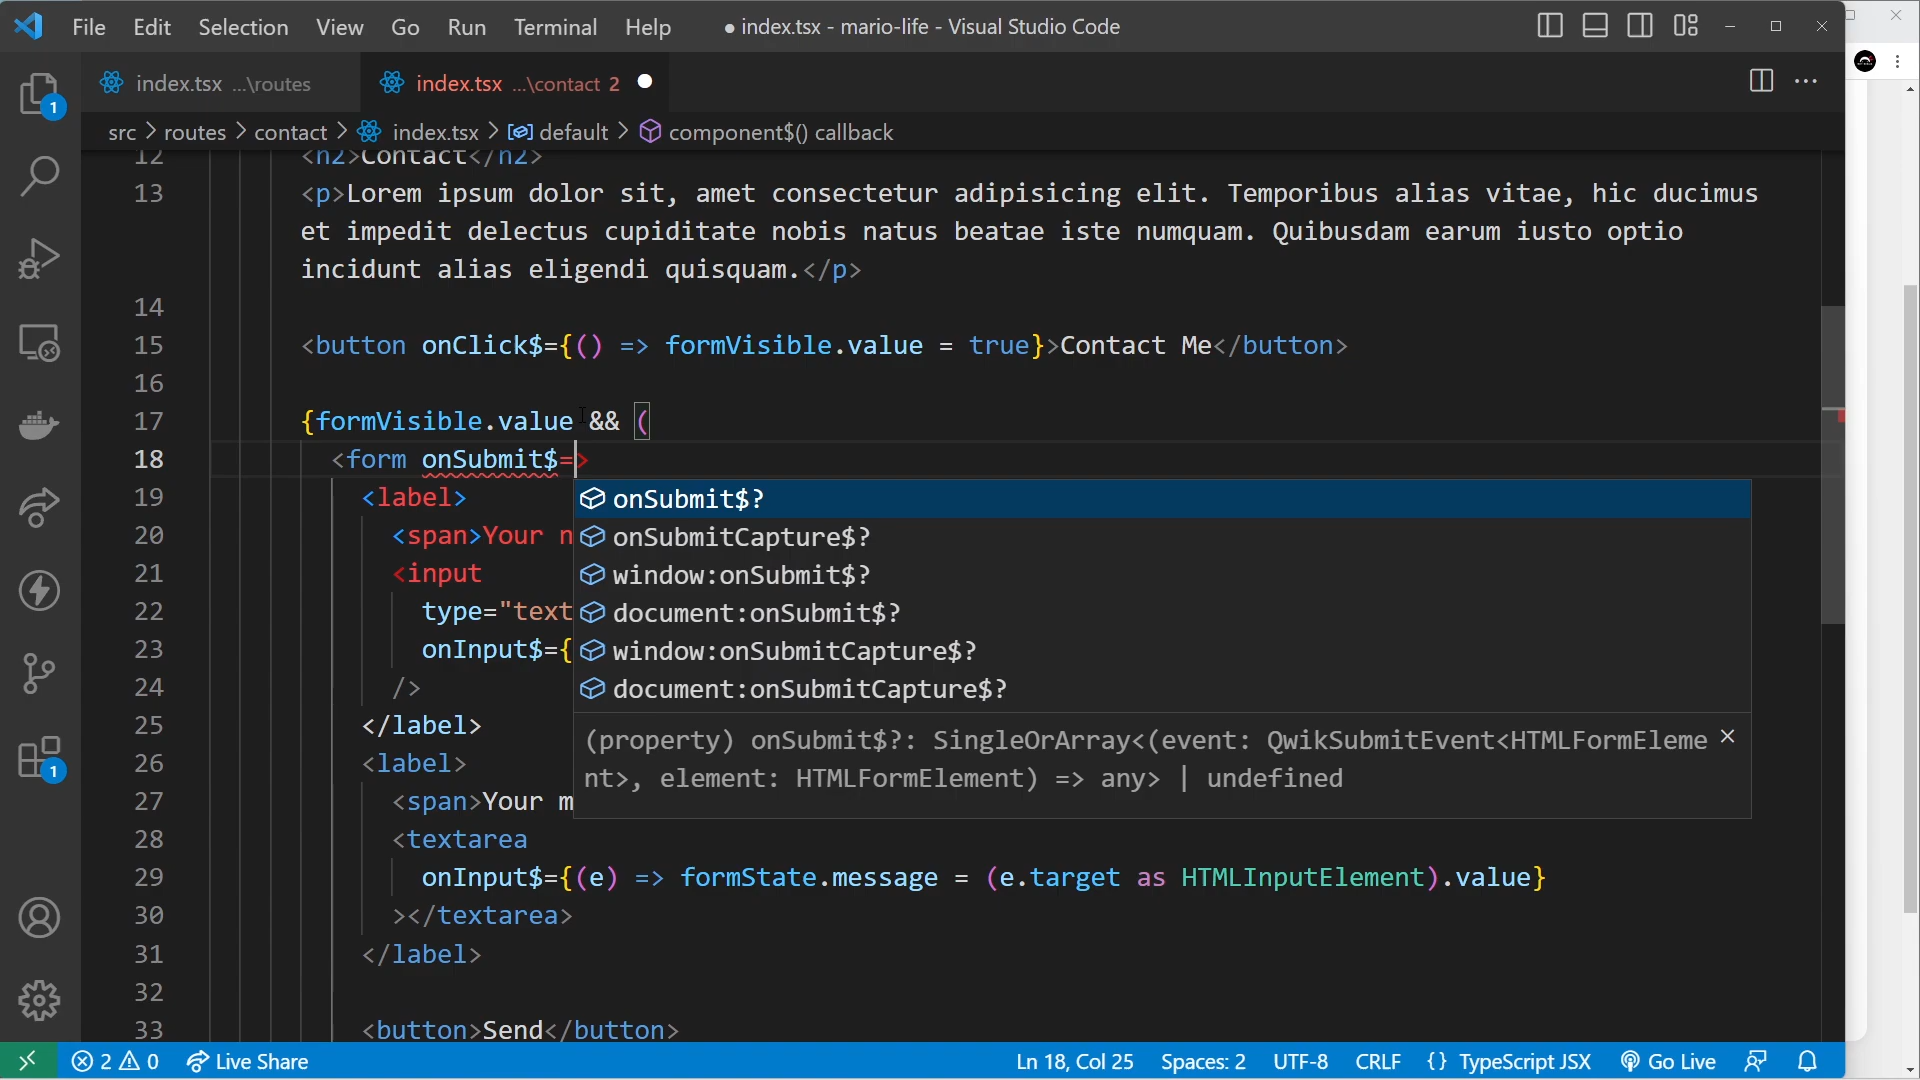 File Edit Selection View Go Run Terminal Help ● index.tsx - mario-life - Visual Studio Code
index.tsx ...\routes index.tsx ...\contact 2
src > routes > contact > index.tsx > default > component$() callback
12 <h2>Contact</h2>
13 <p>Lorem ipsum dolor sit, amet consectetur adipisicing elit. Temporibus alias vitae, hic ducimus
et impedit delectus cupiditate nobis natus beatae iste numquam. Quibusdam earum iusto optio
incidunt alias eligendi quisquam.</p>
14
15 <button onClick$={() => formVisible.value = true}>Contact Me</button>
16
17 {formVisible.value && (
18 <form onSubmit$=>
19 <label>
onSubmit$?
20 <span>Your n
onSubmitCapture$?
21 <input
window:onSubmit$?
22 type="text
document:onSubmit$?
23 onInput$={
window:onSubmitCapture$?
24 />
document:onSubmitCapture$?
25 </label>
(property) onSubmit$?: SingleOrArray<(event: QwikSubmitEvent<HTMLFormEleme
26 <label>
nt>, element: HTMLFormElement) => any> | undefined
27 <span>Your m
28 <textarea
29 onInput$={(e) => formState.message = (e.target as HTMLInputElement).value}
30 ></textarea>
31 </label>
32
33 <button>Send</button>
1
1
2 0 Live Share Ln 18, Col 25 Spaces: 2 UTF-8 CRLF {} TypeScript JSX Go Live